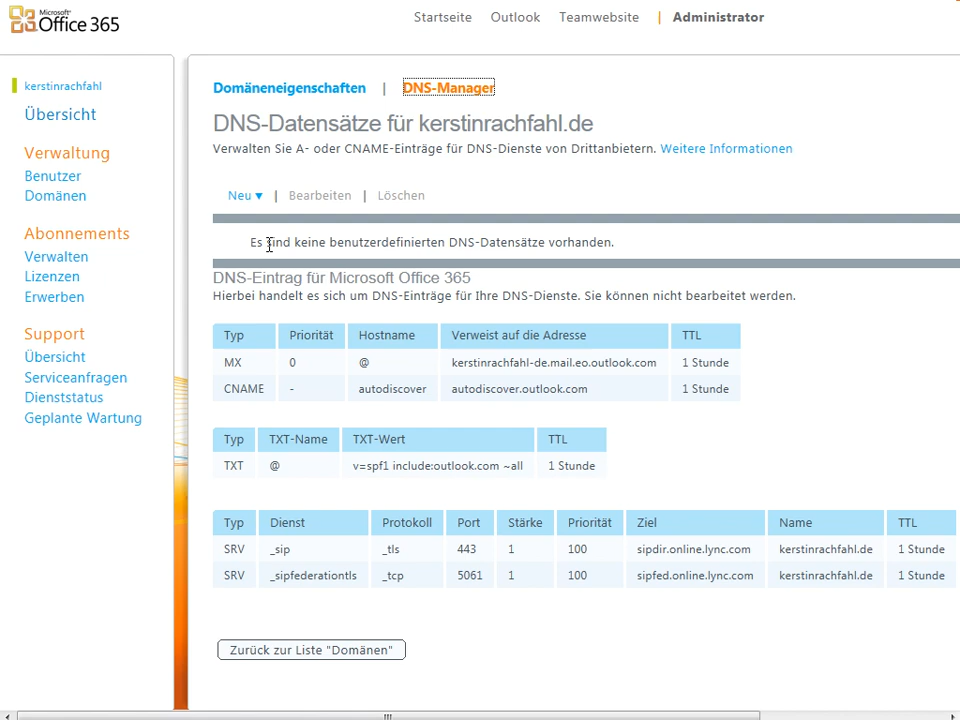 Microsoft®
Office 365
Startseite Outlook Teamwebsite | Administrator
kerstinrachfahl
Übersicht
Verwaltung
Benutzer
Domänen
Abonnements
Verwalten
Lizenzen
Erwerben
Support
Übersicht
Serviceanfragen
Dienststatus
Geplante Wartung
Domäneneigenschaften | DNS-Manager
DNS-Datensätze für kerstinrachfahl.de
Verwalten Sie A- oder CNAME-Einträge für DNS-Dienste von Drittanbietern. Weitere Informationen
Neu ▼ | Bearbeiten | Löschen
Es sind keine benutzerdefinierten DNS-Datensätze vorhanden.
DNS-Eintrag für Microsoft Office 365
Hierbei handelt es sich um DNS-Einträge für Ihre DNS-Dienste. Sie können nicht bearbeitet werden.
Typ Priorität Hostname Verweist auf die Adresse TTL
MX 0 @ kerstinrachfahl-de.mail.eo.outlook.com 1 Stunde
CNAME - autodiscover autodiscover.outlook.com 1 Stunde
Typ TXT-Name TXT-Wert TTL
TXT @ v=spf1 include:outlook.com ~all 1 Stunde
Typ Dienst Protokoll Port Stärke Priorität Ziel Name TTL
SRV _sip _tls 443 1 100 sipdir.online.lync.com kerstinrachfahl.de 1 Stunde
SRV _sipfederationtls _tcp 5061 1 100 sipfed.online.lync.com kerstinrachfahl.de 1 Stunde
Zurück zur Liste "Domänen"